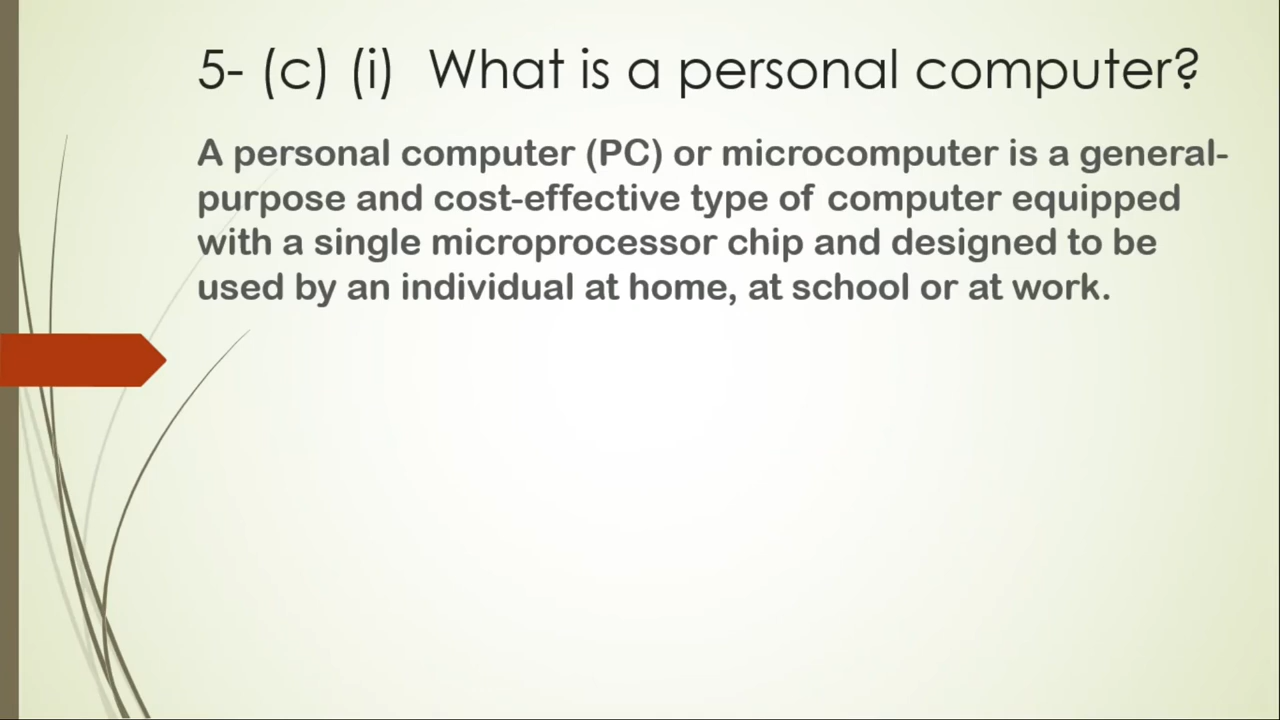 5- (c) (i) What is a personal computer?
A personal computer (PC) or microcomputer is a general-
purpose and cost-effective type of computer equipped
with a single microprocessor chip and designed to be
used by an individual at home, at school or at work.